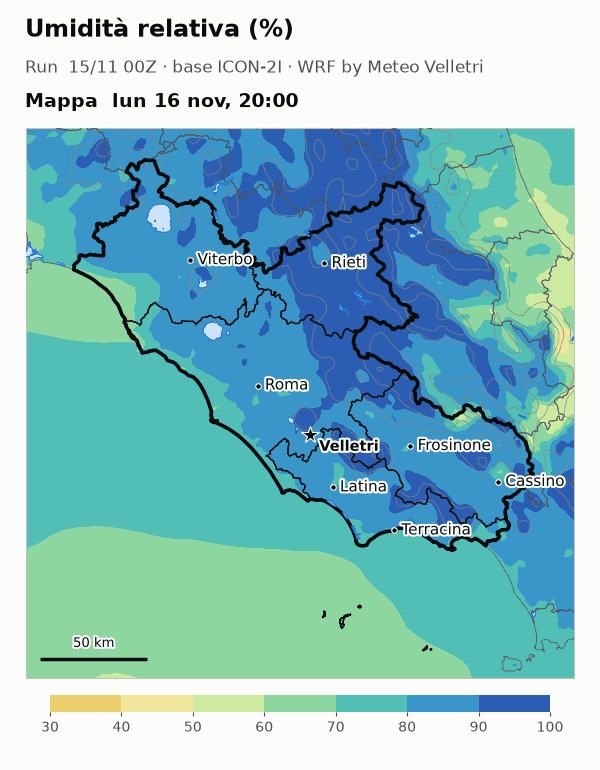 Umidità relativa (%)
Run  15/11 00Z · base ICON-2I · WRF by Meteo Velletri
Mappa  lun 16 nov, 20:00
Viterbo
Rieti
Roma
Velletri
Frosinone
Cassino
Latina
Terracina
50 km
30 40 50 60 70 80 90 100